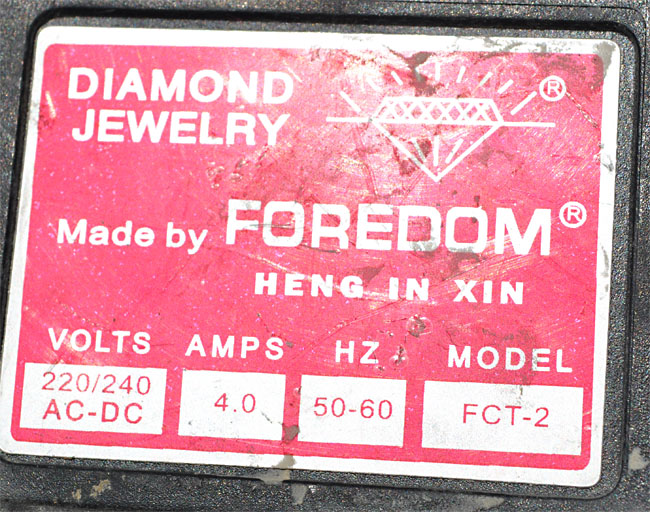 DIAMOND
JEWELRY
®
Made by FOREDOM®
HENG IN XIN
VOLTS AMPS HZ MODEL
220/240
AC-DC 4.0 50-60 FCT-2